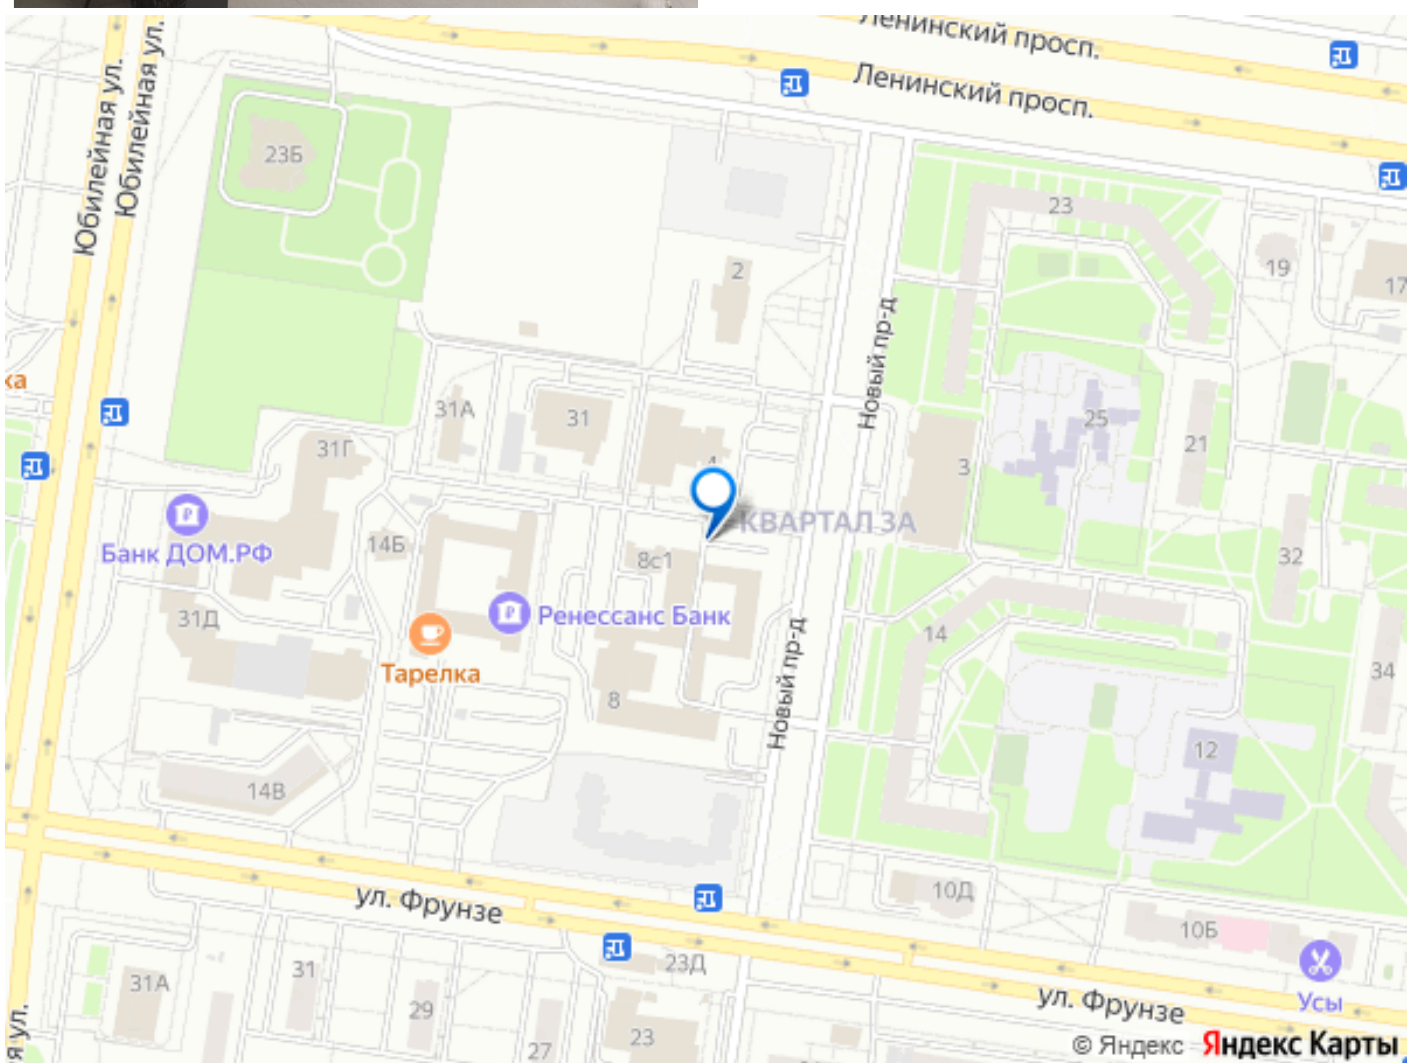 Ленинский просп.
Ленинский просп.
Юбилейная ул.
Юбилейная ул.
23Б
23
19
17
2
Новый пр-д
31А
31
25
21
31Г
3
КВАРТАЛ 3А
Банк ДОМ.РФ
14Б
8с1
32
31Д
Ренессанс Банк
14
Тарелка
34
8
Новый пр-д
12
14В
ул. Фрунзе
10Д
10Б
23Д
31А
31
29
23
27
ул. Фрунзе
Усы
© Яндекс Яндекс Карты